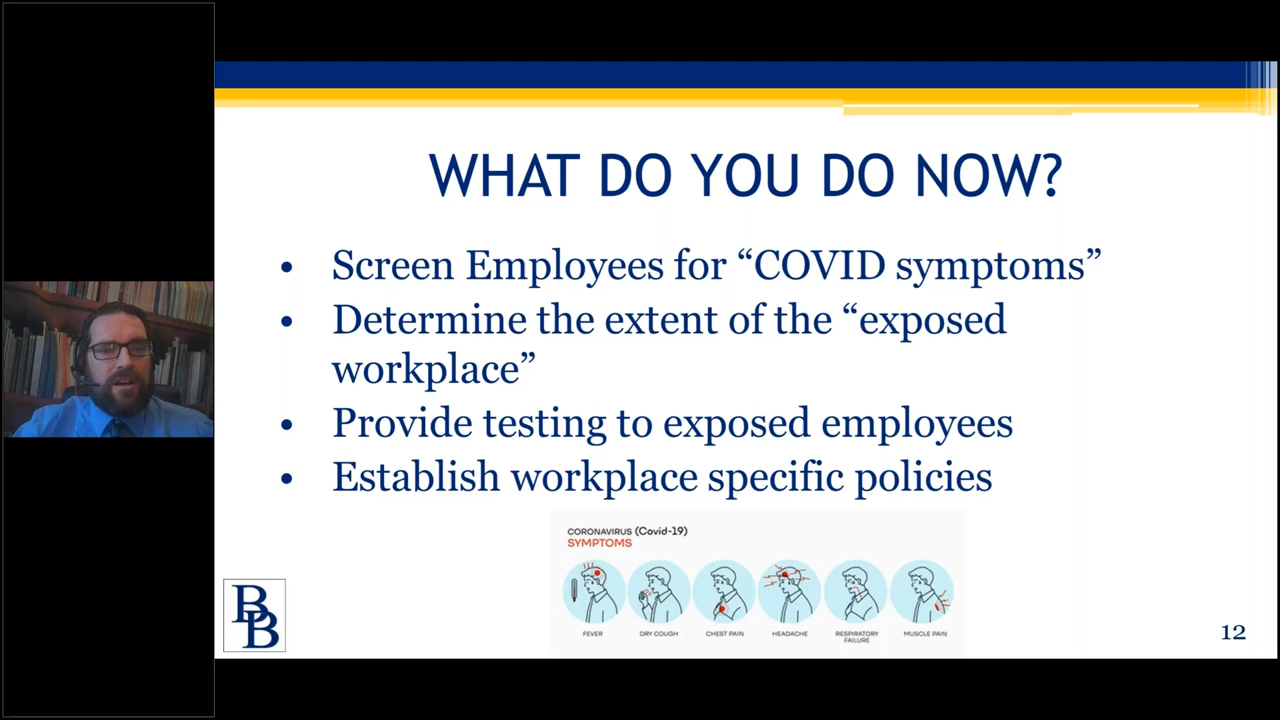 WHAT DO YOU DO NOW?
• Screen Employees for “COVID symptoms”
• Determine the extent of the “exposed
workplace”
• Provide testing to exposed employees
• Establish workplace specific policies
CORONAVIRUS (Covid-19)
SYMPTOMS
FEVER
DRY COUGH
CHEST PAIN
HEADACHE
RESPIRATORY
FAILURE
MUSCLE PAIN
BB
12